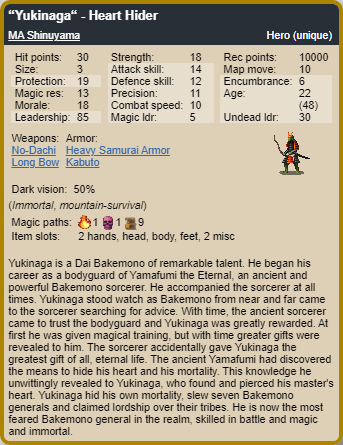 “Yukinaga“ - Heart Hider
MA Shinuyama Hero (unique)
Hit points: 30 Strength: 18 Rec points: 10000
Size: 3 Attack skill: 14 Map move: 10
Protection: 19 Defence skill: 12 Encumbrance: 6
Magic res: 13 Precision: 11 Age: 22
Morale: 18 Combat speed: 10 (48)
Leadership: 85 Magic ldr: 5 Undead ldr: 30
Weapons: Armor:
No-Dachi Heavy Samurai Armor
Long Bow Kabuto
Dark vision: 50%
(Immortal, mountain-survival)
Magic paths: 1 1 9
Item slots: 2 hands, head, body, feet, 2 misc
Yukinaga is a Dai Bakemono of remarkable talent. He began his
career as a bodyguard of Yamafumi the Eternal, an ancient and
powerful Bakemono sorcerer. He accompanied the sorcerer at all
times. Yukinaga stood watch as Bakemono from near and far came
to the sorcerer searching for advice. With time, the ancient sorcerer
came to trust the bodyguard and Yukinaga was greatly rewarded. At
first he was given magical training, but with time greater gifts were
revealed to him. The sorcerer accidentally gave Yukinaga the
greatest gift of all, eternal life. The ancient Yamafumi had discovered
the means to hide his heart and his mortality. This knowledge he
unwittingly revealed to Yukinaga, who found and pierced his master's
heart. Yukinaga hid his own mortality, slew seven Bakemono
generals and claimed lordship over their tribes. He is now the most
feared Bakemono general in the realm, skilled in battle and magic
and immortal.